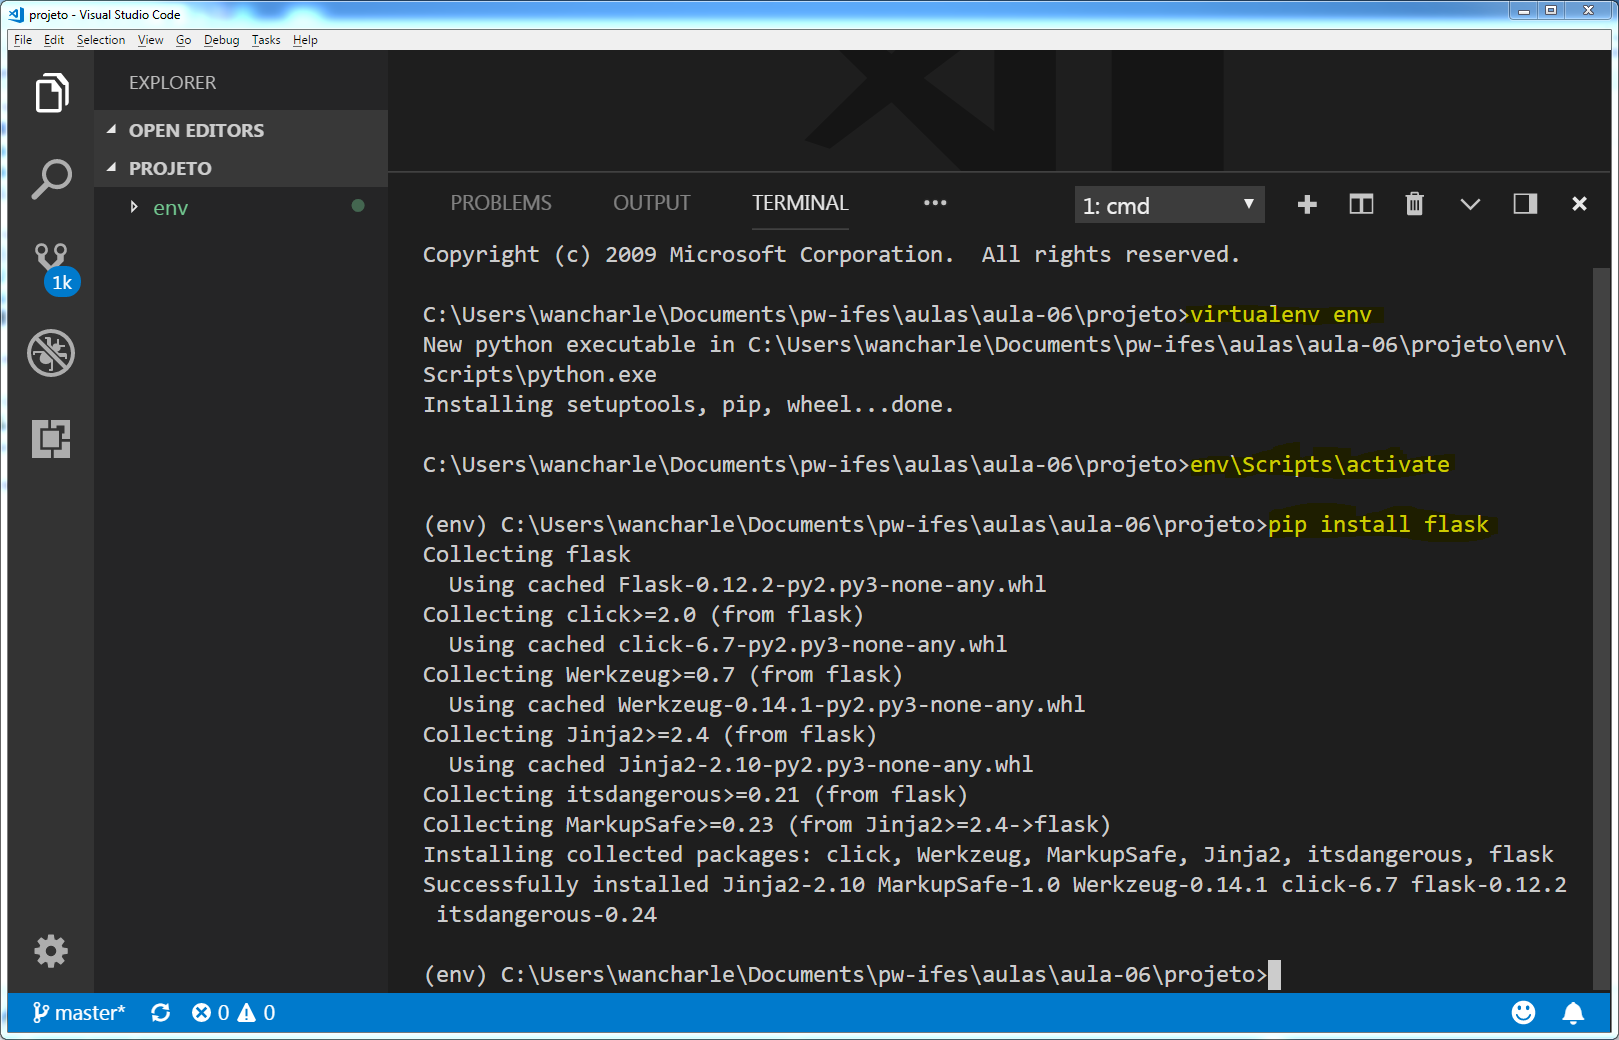 projeto - Visual Studio Code
File Edit Selection View Go Debug Tasks Help
EXPLORER
OPEN EDITORS
PROJETO
env
1k
PROBLEMS OUTPUT TERMINAL ••• 1: cmd
Copyright (c) 2009 Microsoft Corporation.  All rights reserved.
C:\Users\wancharle\Documents\pw-ifes\aulas\aula-06\projeto>virtualenv env
New python executable in C:\Users\wancharle\Documents\pw-ifes\aulas\aula-06\projeto\env\
Scripts\python.exe
Installing setuptools, pip, wheel...done.
C:\Users\wancharle\Documents\pw-ifes\aulas\aula-06\projeto>env\Scripts\activate
(env) C:\Users\wancharle\Documents\pw-ifes\aulas\aula-06\projeto>pip install flask
Collecting flask
  Using cached Flask-0.12.2-py2.py3-none-any.whl
Collecting click>=2.0 (from flask)
  Using cached click-6.7-py2.py3-none-any.whl
Collecting Werkzeug>=0.7 (from flask)
  Using cached Werkzeug-0.14.1-py2.py3-none-any.whl
Collecting Jinja2>=2.4 (from flask)
  Using cached Jinja2-2.10-py2.py3-none-any.whl
Collecting itsdangerous>=0.21 (from flask)
Collecting MarkupSafe>=0.23 (from Jinja2>=2.4->flask)
Installing collected packages: click, Werkzeug, MarkupSafe, Jinja2, itsdangerous, flask
Successfully installed Jinja2-2.10 MarkupSafe-1.0 Werkzeug-0.14.1 click-6.7 flask-0.12.2
 itsdangerous-0.24
(env) C:\Users\wancharle\Documents\pw-ifes\aulas\aula-06\projeto>
master* 0 0